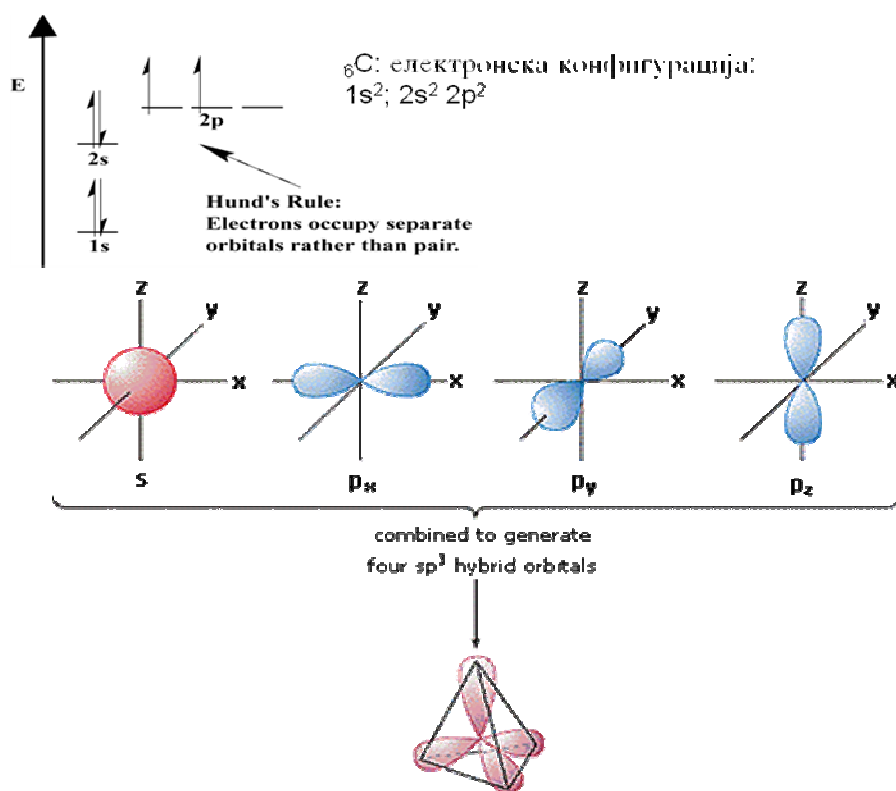 E
₆C: електронска конфигурација:
1s²; 2s² 2p²
2p
2s
Hund's Rule:
Electrons occupy separate
orbitals rather than pair.
1s
z z z z
y y y y
x x x x
s pₓ pᵧ p_z
combined to generate
four sp³ hybrid orbitals